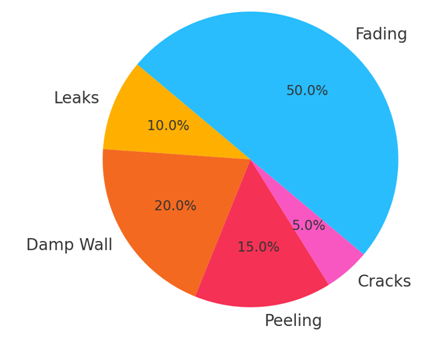 Fading
50.0%
Leaks
10.0%
20.0%
5.0%
Damp Wall
15.0%
Cracks
Peeling